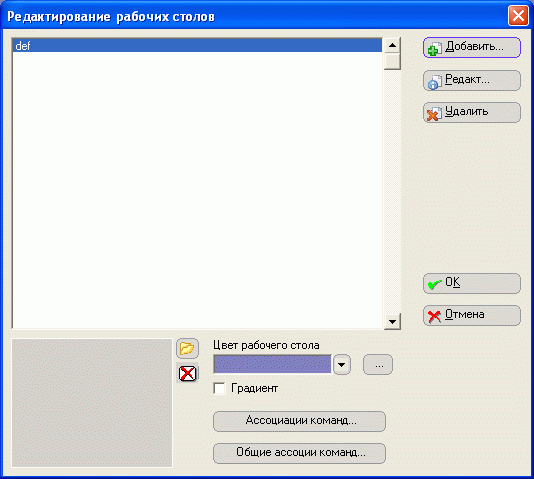 Редактирование рабочих столов
def
Добавить...
Редакт...
Удалить
OK
Отмена
Цвет рабочего стола
...
Градиент
Ассоциации команд...
Общие ассоции команд...